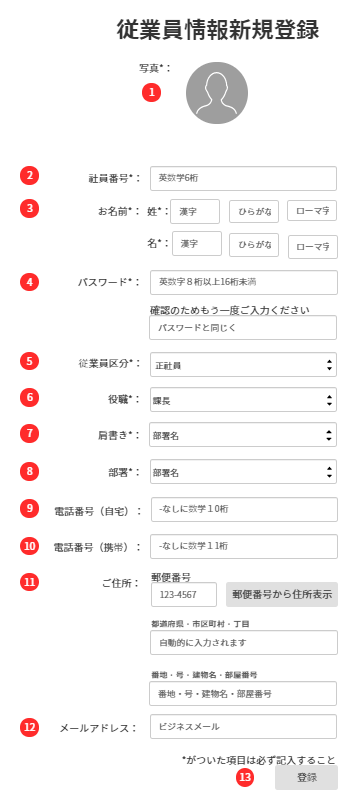 従業員情報新規登録
写真*：
1
2 社員番号*： 英数字6桁
3 お名前*： 姓*： 漢字 ひらがな ローマ字
名*： 漢字 ひらがな ローマ字
4 パスワード*： 英数字８桁以上16桁未満
確認のためもう一度ご入力ください
パスワードと同じく
5 従業員区分*： 正社員
6 役職*： 課長
7 肩書き*： 部署名
8 部署*： 部署名
9 電話番号（自宅）： -なしに数字１0桁
10 電話番号（携帯）： -なしに数字１1桁
11 ご住所： 郵便番号
123-4567 郵便番号から住所表示
都道府県・市区町村・丁目
自動的に入力されます
番地・号・建物名・部屋番号
番地・号・建物名・部屋番号
12 メールアドレス： ビジネスメール
*がついた項目は必ず記入すること
13 登録